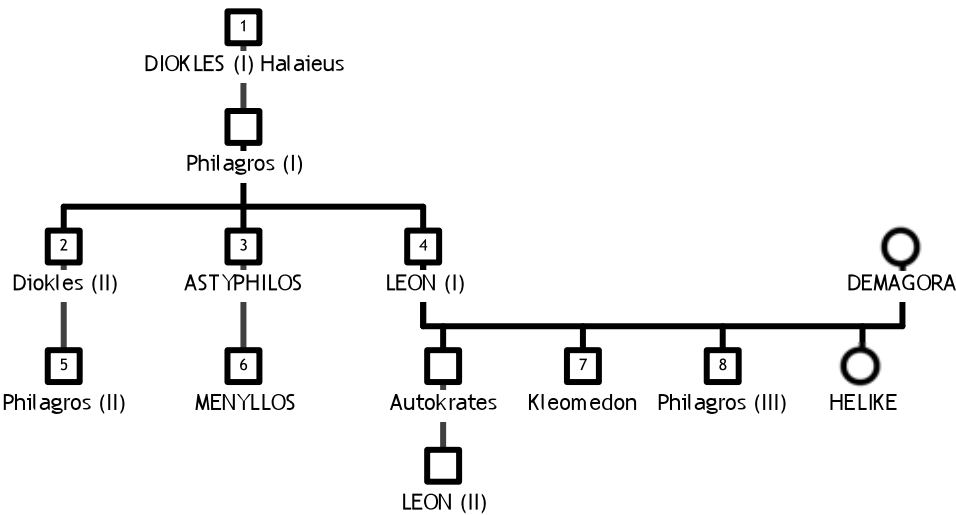 1
DIOKLES (I) Halaieus
Philagros (I)
2 3 4
Diokles (II) ASTYPHILOS LEON (I) DEMAGORA
5 6 7 8
Philagros (II) MENYLLOS Autokrates Kleomedon Philagros (III) HELIKE
LEON (II)